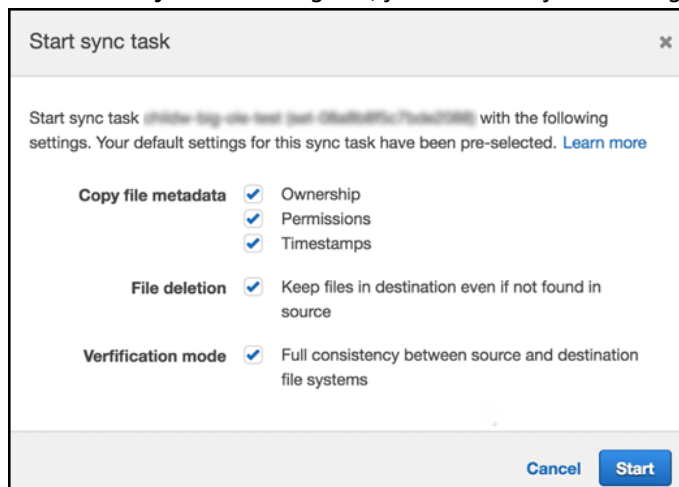 Start sync task
Start sync task with the following
settings. Your default settings for this sync task have been pre-selected. Learn more
Copy file metadata Ownership
Permissions
Timestamps
File deletion Keep files in destination even if not found in
source
Verfification mode Full consistency between source and destination
file systems
Cancel Start